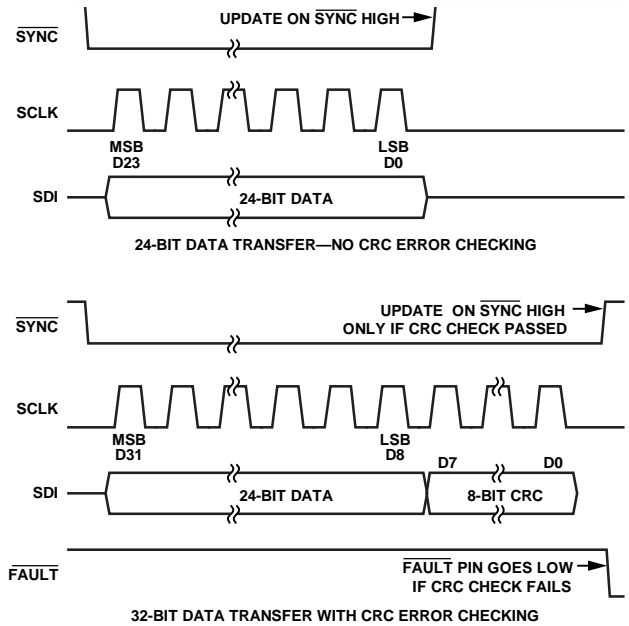 UPDATE ON SYNC HIGH
SYNC
SCLK
MSB
D23
LSB
D0
SDI
24-BIT DATA
24-BIT DATA TRANSFER—NO CRC ERROR CHECKING
SYNC
UPDATE ON SYNC HIGH
ONLY IF CRC CHECK PASSED
SCLK
MSB
D31
LSB
D8
D7
D0
SDI
24-BIT DATA
8-BIT CRC
FAULT
FAULT PIN GOES LOW
IF CRC CHECK FAILS
32-BIT DATA TRANSFER WITH CRC ERROR CHECKING